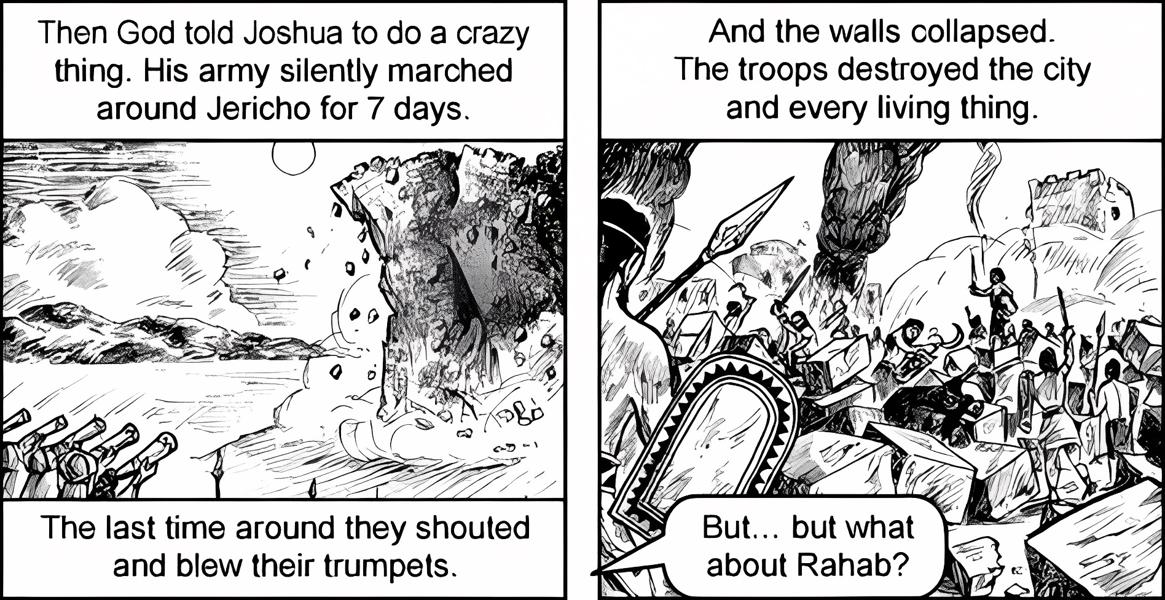 Then God told Joshua to do a crazy
thing. His army silently marched
around Jericho for 7 days.
The last time around they shouted
and blew their trumpets.
And the walls collapsed.
The troops destroyed the city
and every living thing.
But... but what
about Rahab?